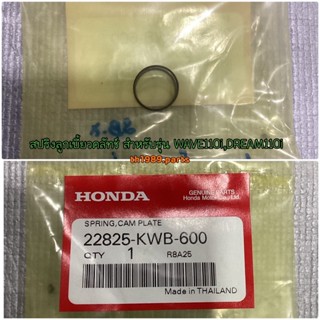 สปริงลูกเบี้ยวคลัทช์ สำหรับรุ่น WAVE110i,DREAM110i
th1989.parts
HONDA
GENUINE PARTS
Honda Motor Co., Ltd.
SPRING,CAM PLATE
22825-KWB-600
QTY 1 R8A25
Made in THAILAND